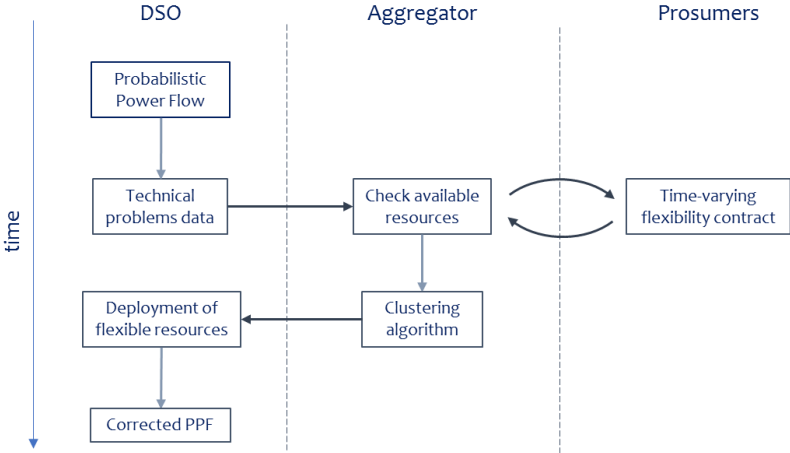 DSO
Aggregator
Prosumers
Probabilistic
Power Flow
Technical
problems data
Check available
resources
Time-varying
flexibility contract
time
Deployment of
flexible resources
Clustering
algorithm
Corrected PPF